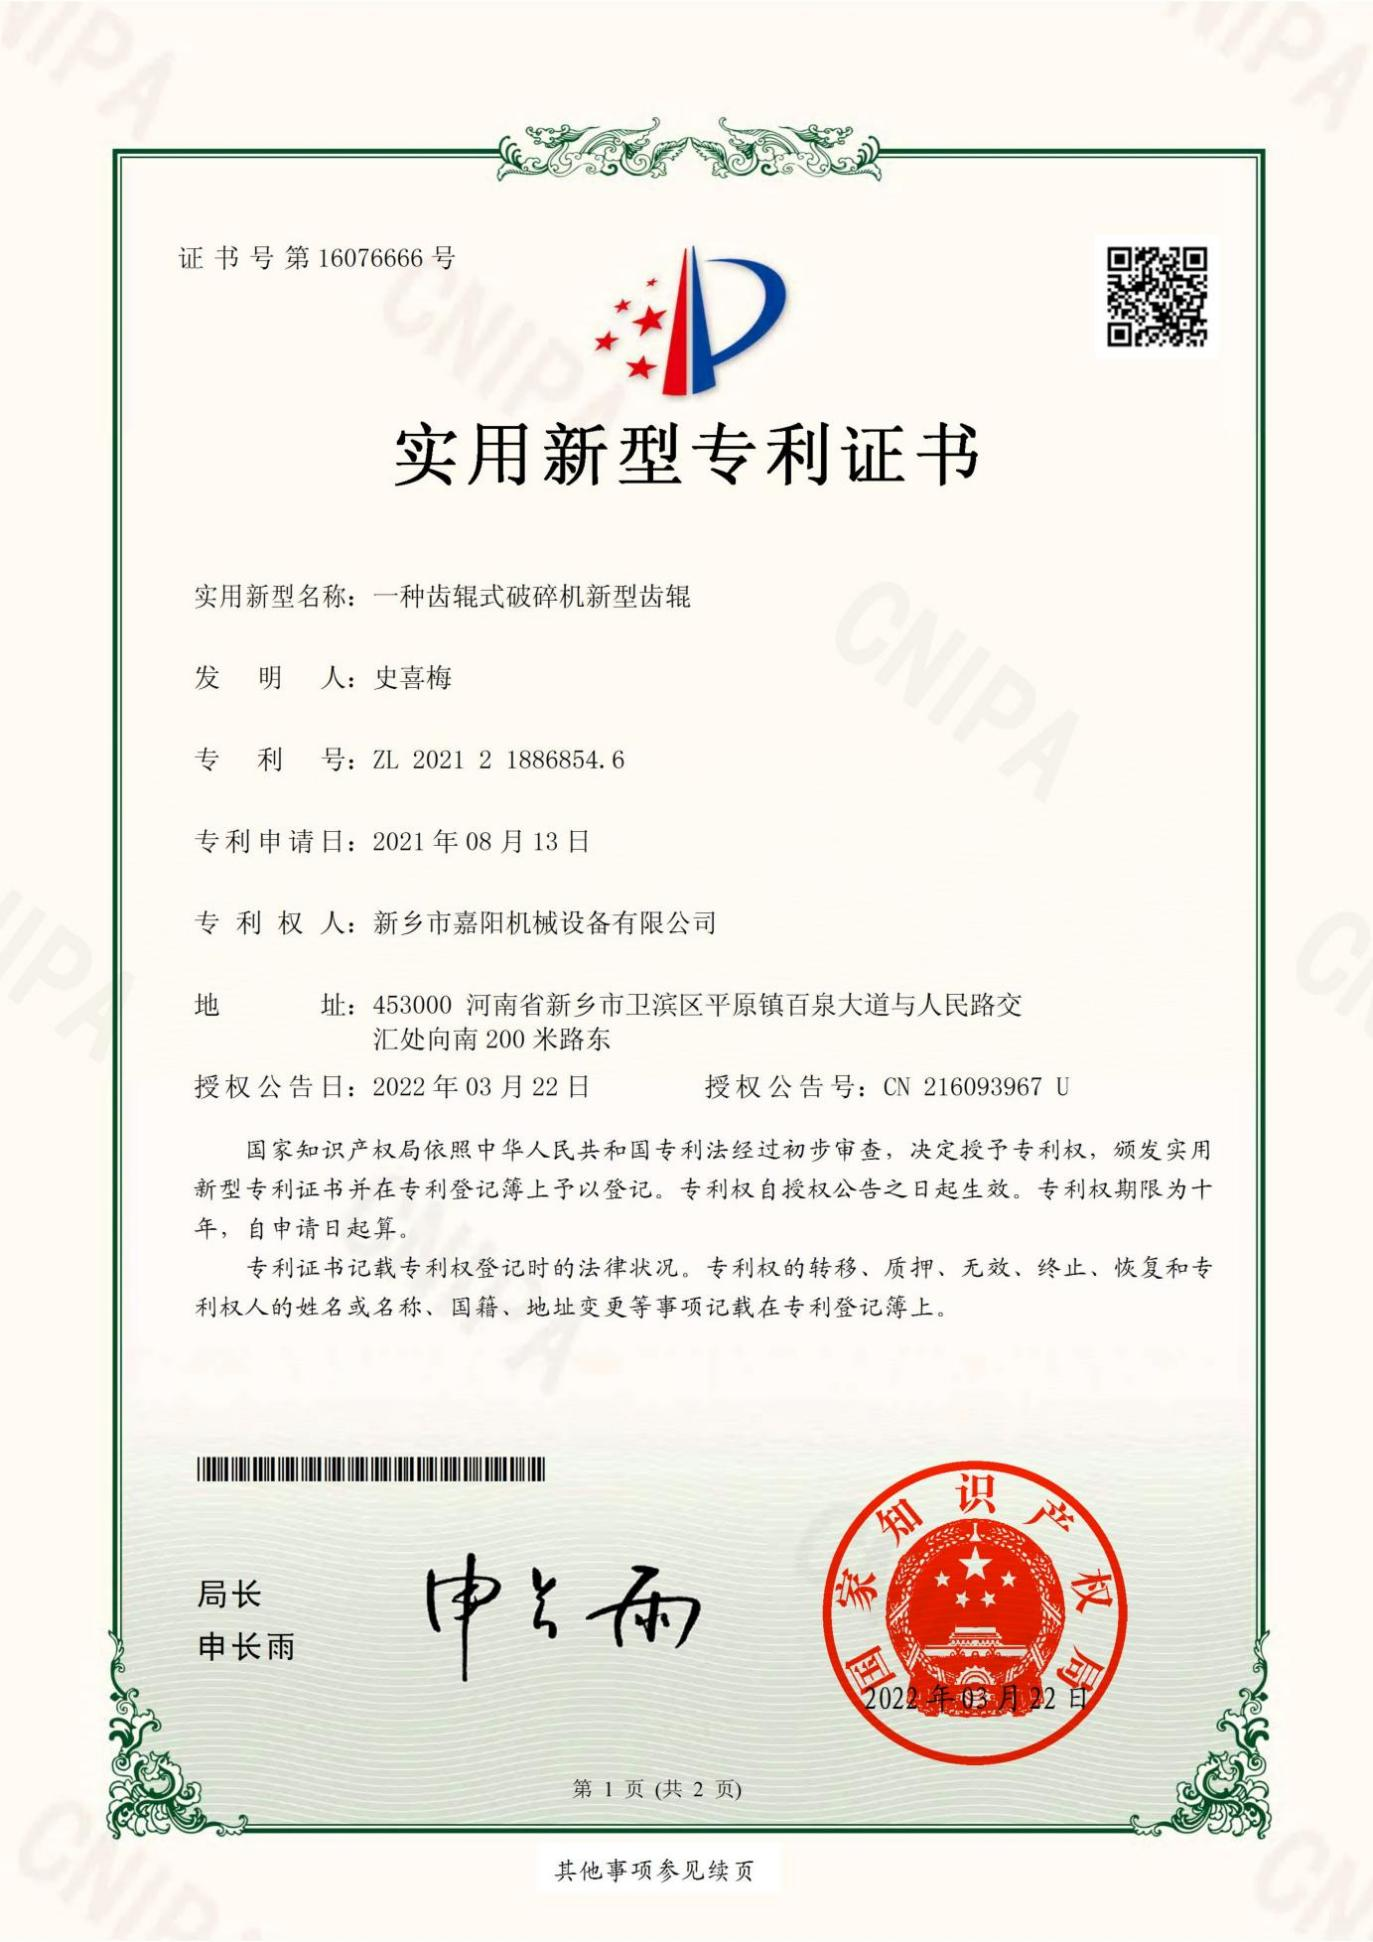 证书号第16076666号
实用新型专利证书
实用新型名称：一种齿辊式破碎机新型齿辊
发明人：史喜梅
专利号：ZL 2021 2 1886854.6
专利申请日：2021年08月13日
专利权人：新乡市嘉阳机械设备有限公司
地址：453000 河南省新乡市卫滨区平原镇百泉大道与人民路交
汇处向南200米路东
授权公告日：2022年03月22日 授权公告号：CN 216093967 U
国家知识产权局依照中华人民共和国专利法经过初步审查，决定授予专利权，颁发实用
新型专利证书并在专利登记簿上予以登记。专利权自授权公告之日起生效。专利权期限为十
年，自申请日起算。
专利证书记载专利权登记时的法律状况。专利权的转移、质押、无效、终止、恢复和专
利权人的姓名或名称、国籍、地址变更等事项记载在专利登记簿上。
局长
申长雨
申长雨
国家知识产权局
2022年03月22日
第 1 页 (共 2 页)
其他事项参见续页
CNIPA
CNIPA
CNIPA
CNIPA
CNIPA